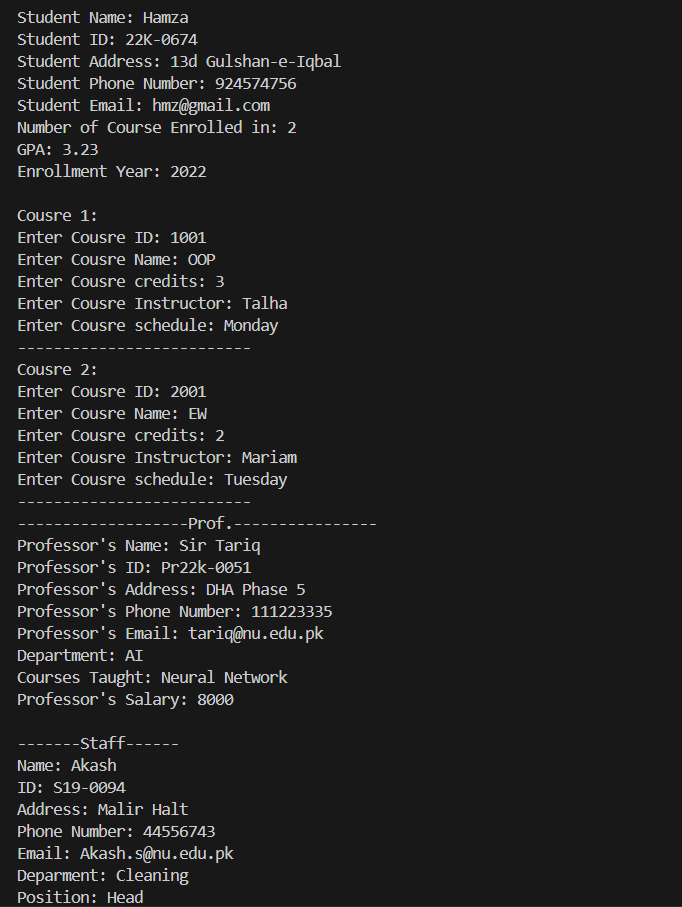 Student Name: Hamza
Student ID: 22K-0674
Student Address: 13d Gulshan-e-Iqbal
Student Phone Number: 924574756
Student Email: hmz@gmail.com
Number of Course Enrolled in: 2
GPA: 3.23
Enrollment Year: 2022

Cousre 1:
Enter Cousre ID: 1001
Enter Cousre Name: OOP
Enter Cousre credits: 3
Enter Cousre Instructor: Talha
Enter Cousre schedule: Monday
--------------------------
Cousre 2:
Enter Cousre ID: 2001
Enter Cousre Name: EW
Enter Cousre credits: 2
Enter Cousre Instructor: Mariam
Enter Cousre schedule: Tuesday
--------------------------
-------------------Prof.----------------
Professor's Name: Sir Tariq
Professor's ID: Pr22k-0051
Professor's Address: DHA Phase 5
Professor's Phone Number: 111223335
Professor's Email: tariq@nu.edu.pk
Department: AI
Courses Taught: Neural Network
Professor's Salary: 8000

-------Staff------
Name: Akash
ID: S19-0094
Address: Malir Halt
Phone Number: 44556743
Email: Akash.s@nu.edu.pk
Deparment: Cleaning
Position: Head